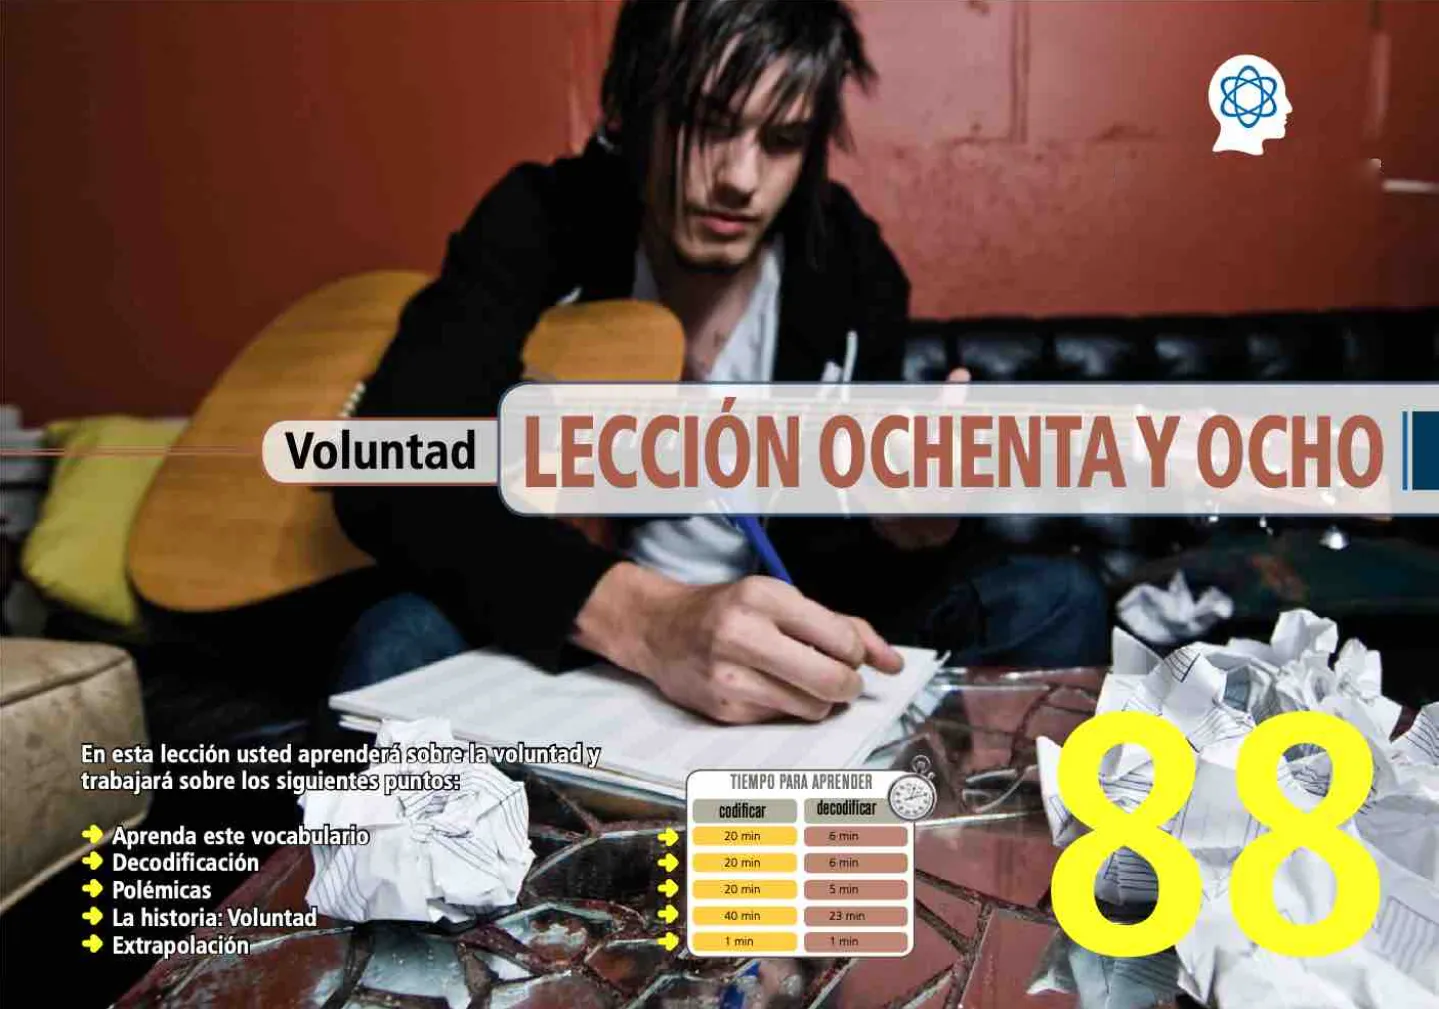 Voluntad
LECCIÓN OCHENTA Y OCHO
En esta lección usted aprenderá sobre la voluntad y
trabajará sobre los siguientes puntos:
Aprenda este vocabulario
Decodificación
Polémicas
La historia: Voluntad
Extrapolación
TIEMPO PARA APRENDER
codificar decodificar
20 min 6 min
20 min 6 min
20 min 5 min
40 min 23 min
1 min 1 min
88